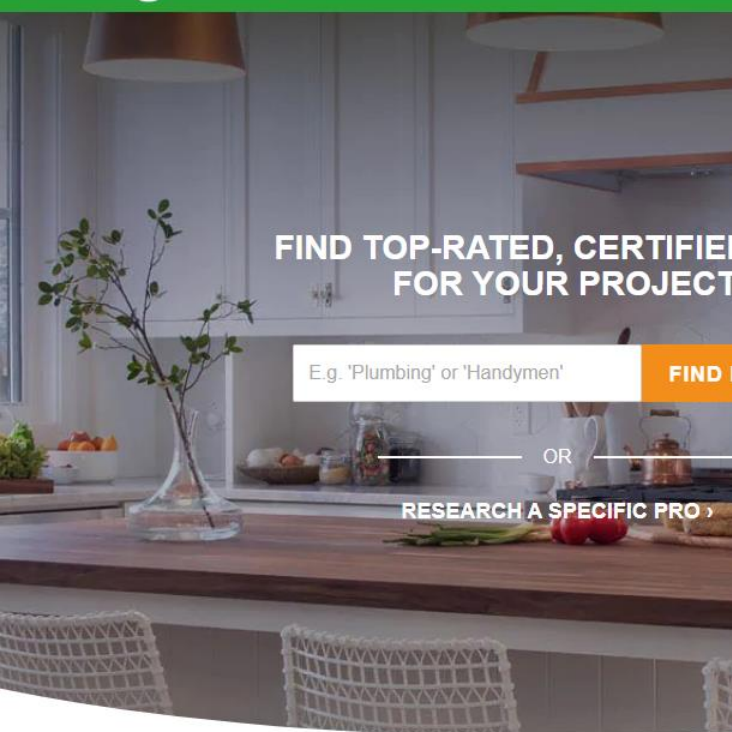 FIND TOP-RATED, CERTIFIE
FOR YOUR PROJECT
E.g. 'Plumbing' or 'Handymen'
FIND
OR
RESEARCH A SPECIFIC PRO ›